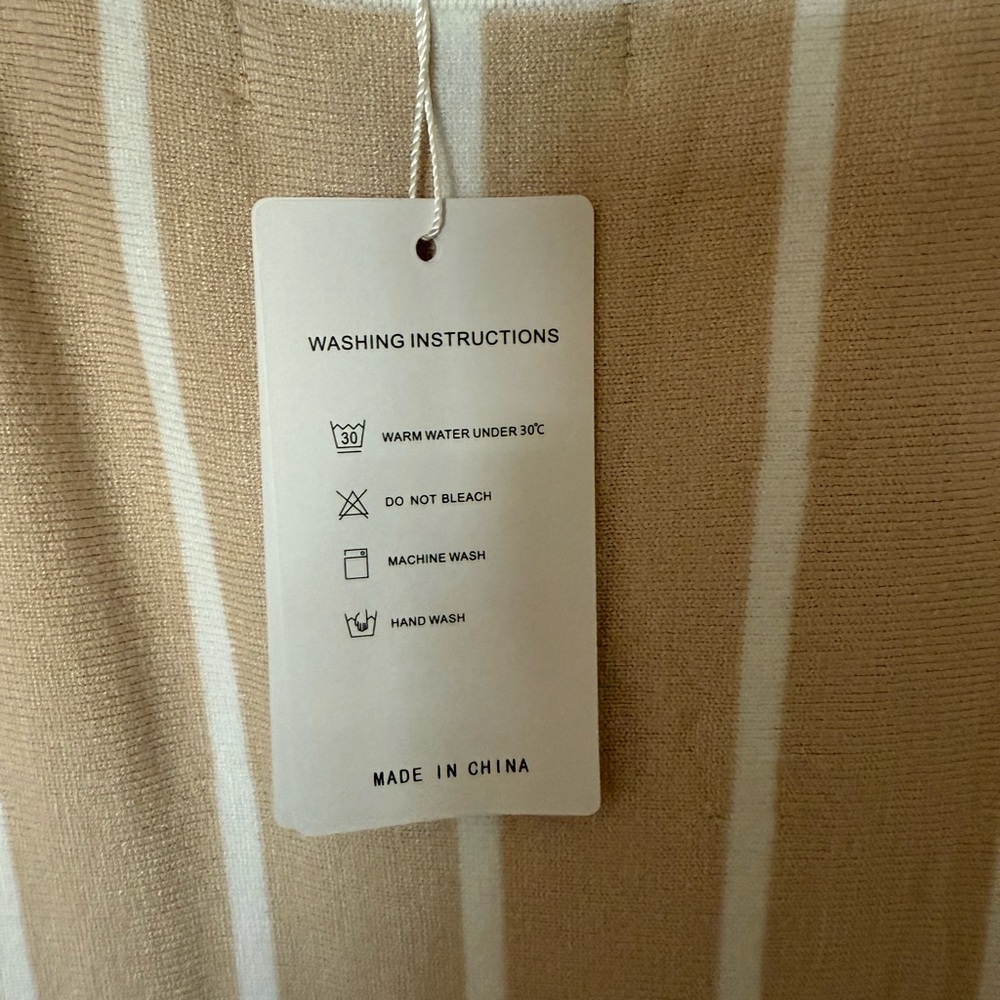 WASHING INSTRUCTIONS
30 WARM WATER UNDER 30℃
DO NOT BLEACH
MACHINE WASH
HAND WASH
MADE IN CHINA